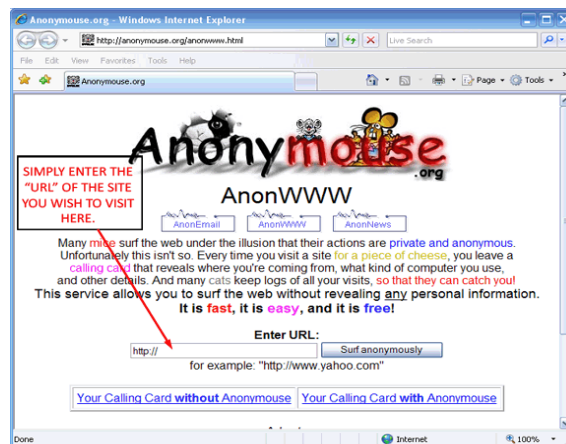 Anonymouse.org - Windows Internet Explorer
http://anonymouse.org/anonwww.html
Live Search
File Edit View Favorites Tools Help
Anonymouse.org
Page
Tools
Anonymouse
.org
SIMPLY ENTER THE
“URL” OF THE SITE
YOU WISH TO VISIT
HERE.
AnonWWW
AnonEmail AnonWWW AnonNews
Many mice surf the web under the illusion that their actions are private and anonymous.
Unfortunately this isn't so. Every time you visit a site for a piece of cheese, you leave a
calling card that reveals where you're coming from, what kind of computer you use,
and other details. And many cats keep logs of all your visits, so that they can catch you!
This service allows you to surf the web without revealing any personal information.
It is fast, it is easy, and it is free!
Enter URL:
http:// Surf anonymously
for example: "http://www.yahoo.com"
Your Calling Card without Anonymouse Your Calling Card with Anonymouse
Done Internet 100%